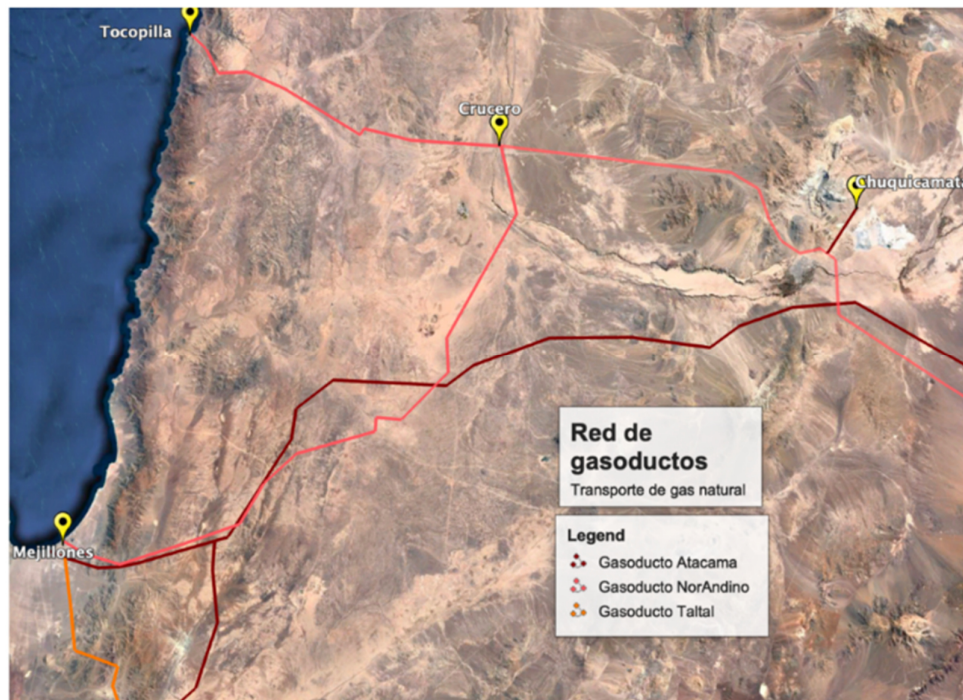 Tocopilla
Crucero
Chuquicamata
Mejillones
Red de
gasoductos
Transporte de gas natural
Legend
Gasoducto Atacama
Gasoducto NorAndino
Gasoducto Taltal